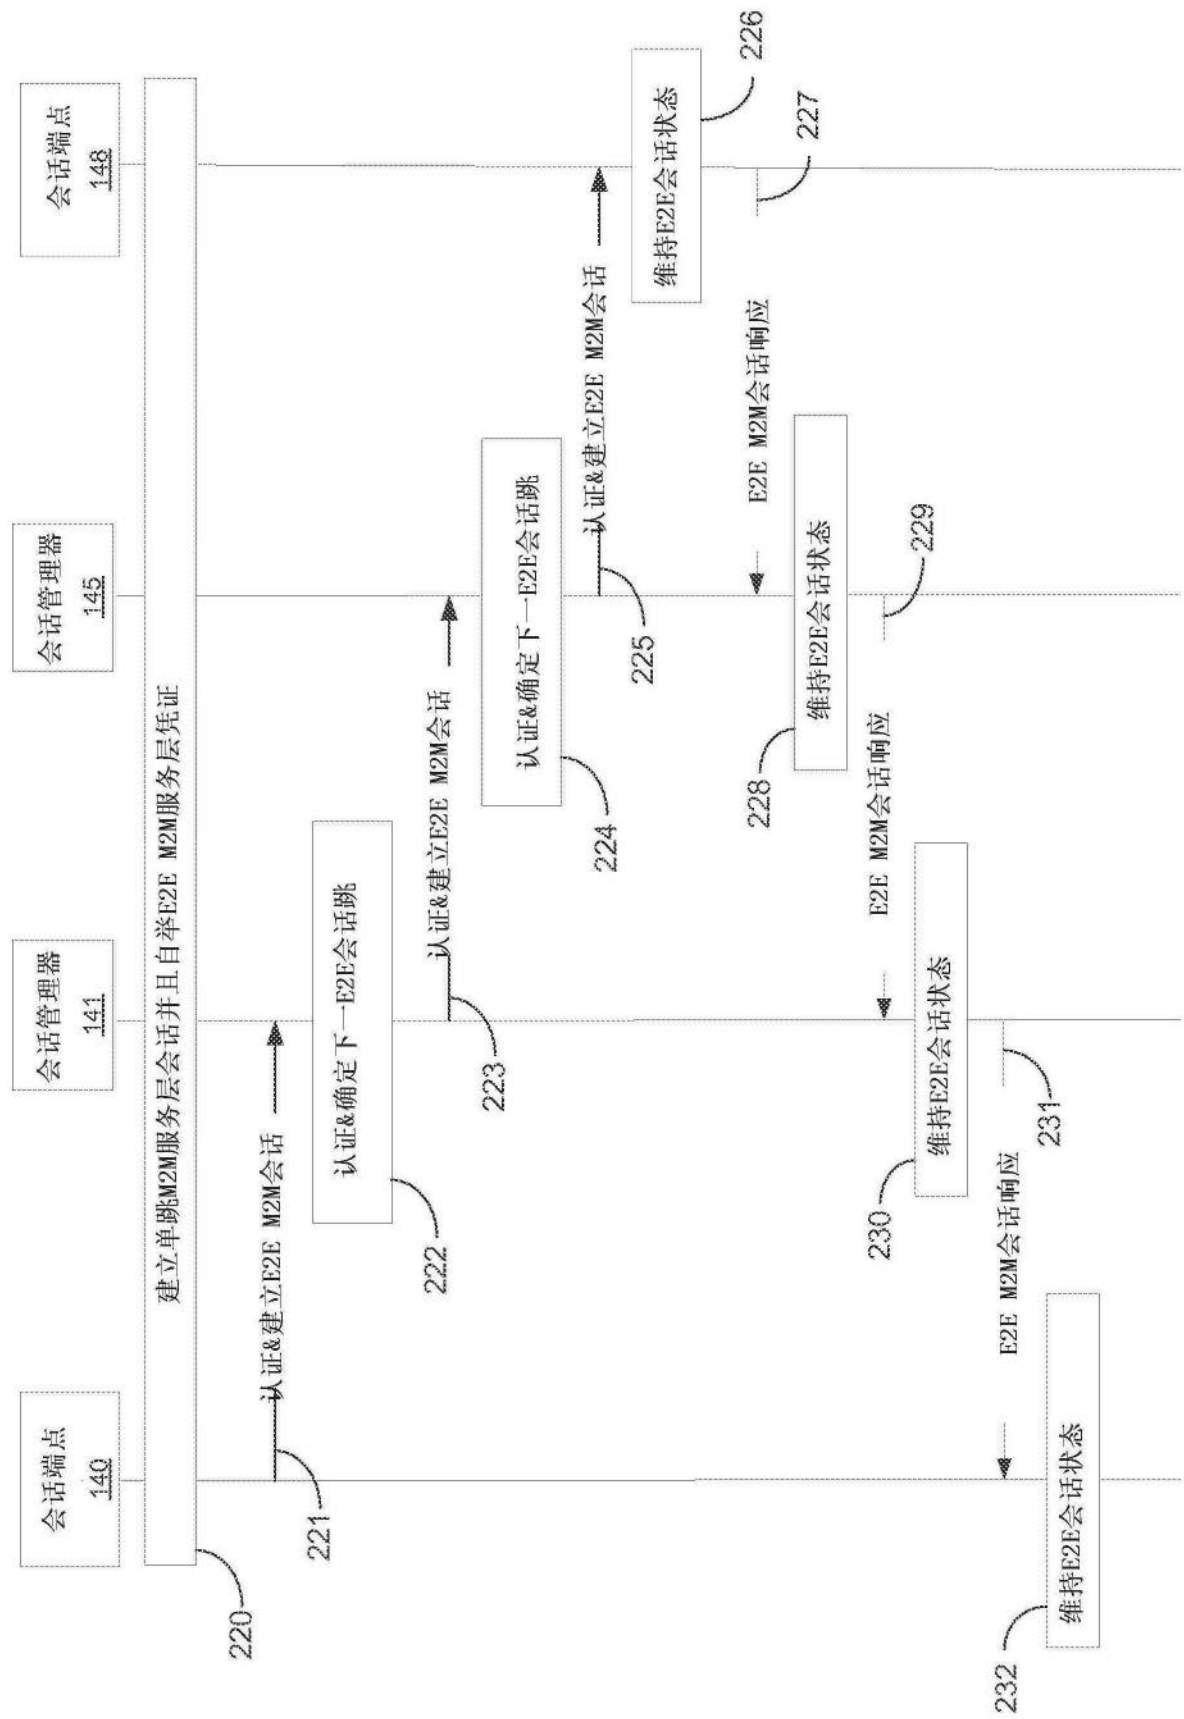 会话端点
140
会话管理器
141
会话管理器
145
会话端点
148
建立单跳M2M服务层会话并且自举E2E M2M服务层凭证
220
认证&建立E2E M2M会话
221
认证&确定下一E2E会话跳
222
认证&建立E2E M2M会话
223
认证&确定下一E2E会话跳
224
认证&建立E2E M2M会话
225
维持E2E会话状态
226
E2E M2M会话响应
227
维持E2E会话状态
228
E2E M2M会话响应
229
维持E2E会话状态
230
E2E M2M会话响应
231
维持E2E会话状态
232